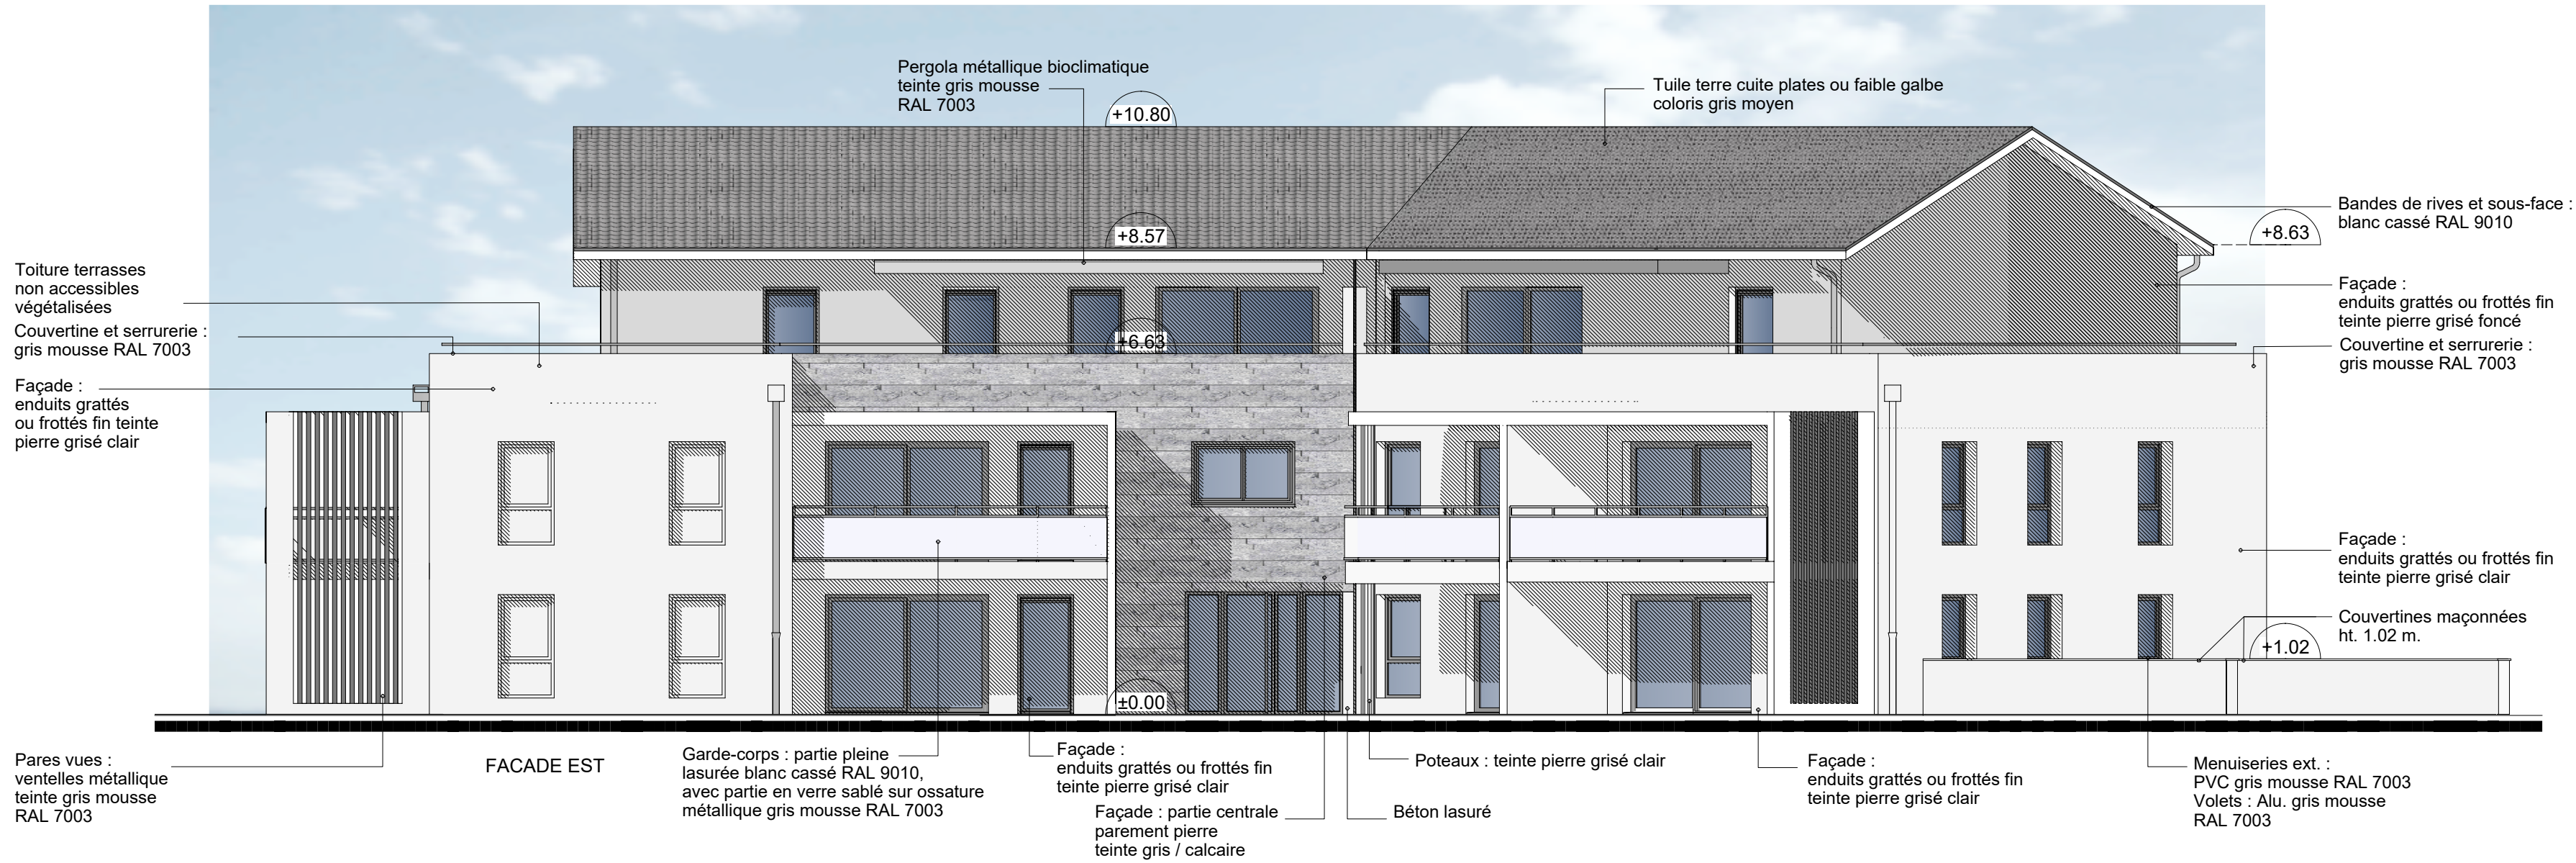 Pergola métallique bioclimatique
teinte gris mousse
RAL 7003
+10.80
Tuile terre cuite plates ou faible galbe
coloris gris moyen
Bandes de rives et sous-face :
blanc cassé RAL 9010
+8.57
+8.63
Toiture terrasses
non accessibles
végétalisées
Couvertine et serrurerie :
gris mousse RAL 7003
Façade :
enduits grattés
ou frottés fin teinte
pierre grisé clair
+6.63
Façade :
enduits grattés ou frottés fin
teinte pierre grisé foncé
Couvertine et serrurerie :
gris mousse RAL 7003
Façade :
enduits grattés ou frottés fin
teinte pierre grisé clair
Couvertines maçonnées
ht. 1.02 m.
+1.02
±0.00
Pares vues :
ventelles métallique
teinte gris mousse
RAL 7003
FACADE EST
Garde-corps : partie pleine
lasurée blanc cassé RAL 9010,
avec partie en verre sablé sur ossature
métallique gris mousse RAL 7003
Façade :
enduits grattés ou frottés fin
teinte pierre grisé clair
Façade : partie centrale
parement pierre
teinte gris / calcaire
Poteaux : teinte pierre grisé clair
Béton lasuré
Façade :
enduits grattés ou frottés fin
teinte pierre grisé clair
Menuiseries ext. :
PVC gris mousse RAL 7003
Volets : Alu. gris mousse
RAL 7003